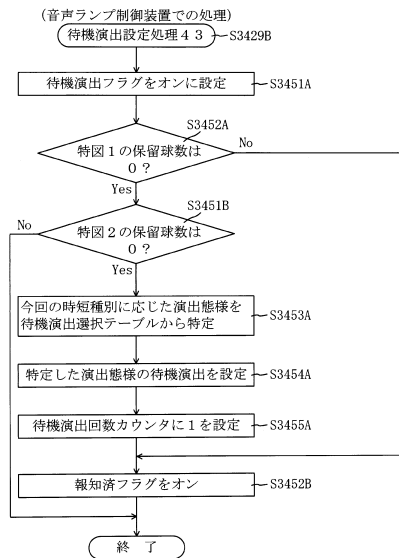 (音声ランプ制御装置での処理)
待機演出設定処理43
S3429B
待機演出フラグをオンに設定
S3451A
S3452A
特図1の保留球数は
0?
No
Yes
S3451B
特図2の保留球数は
0?
No
Yes
今回の時短種別に応じた演出態様を
待機演出選択テーブルから特定
S3453A
特定した演出態様の待機演出を設定
S3454A
待機演出回数カウンタに1を設定
S3455A
報知済フラグをオン
S3452B
終了